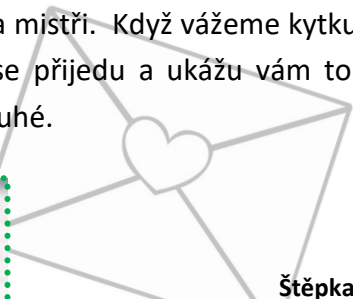 a mistři. Když vážeme kytku
se přijedu a ukážu vám to
uhé.
Štěpka